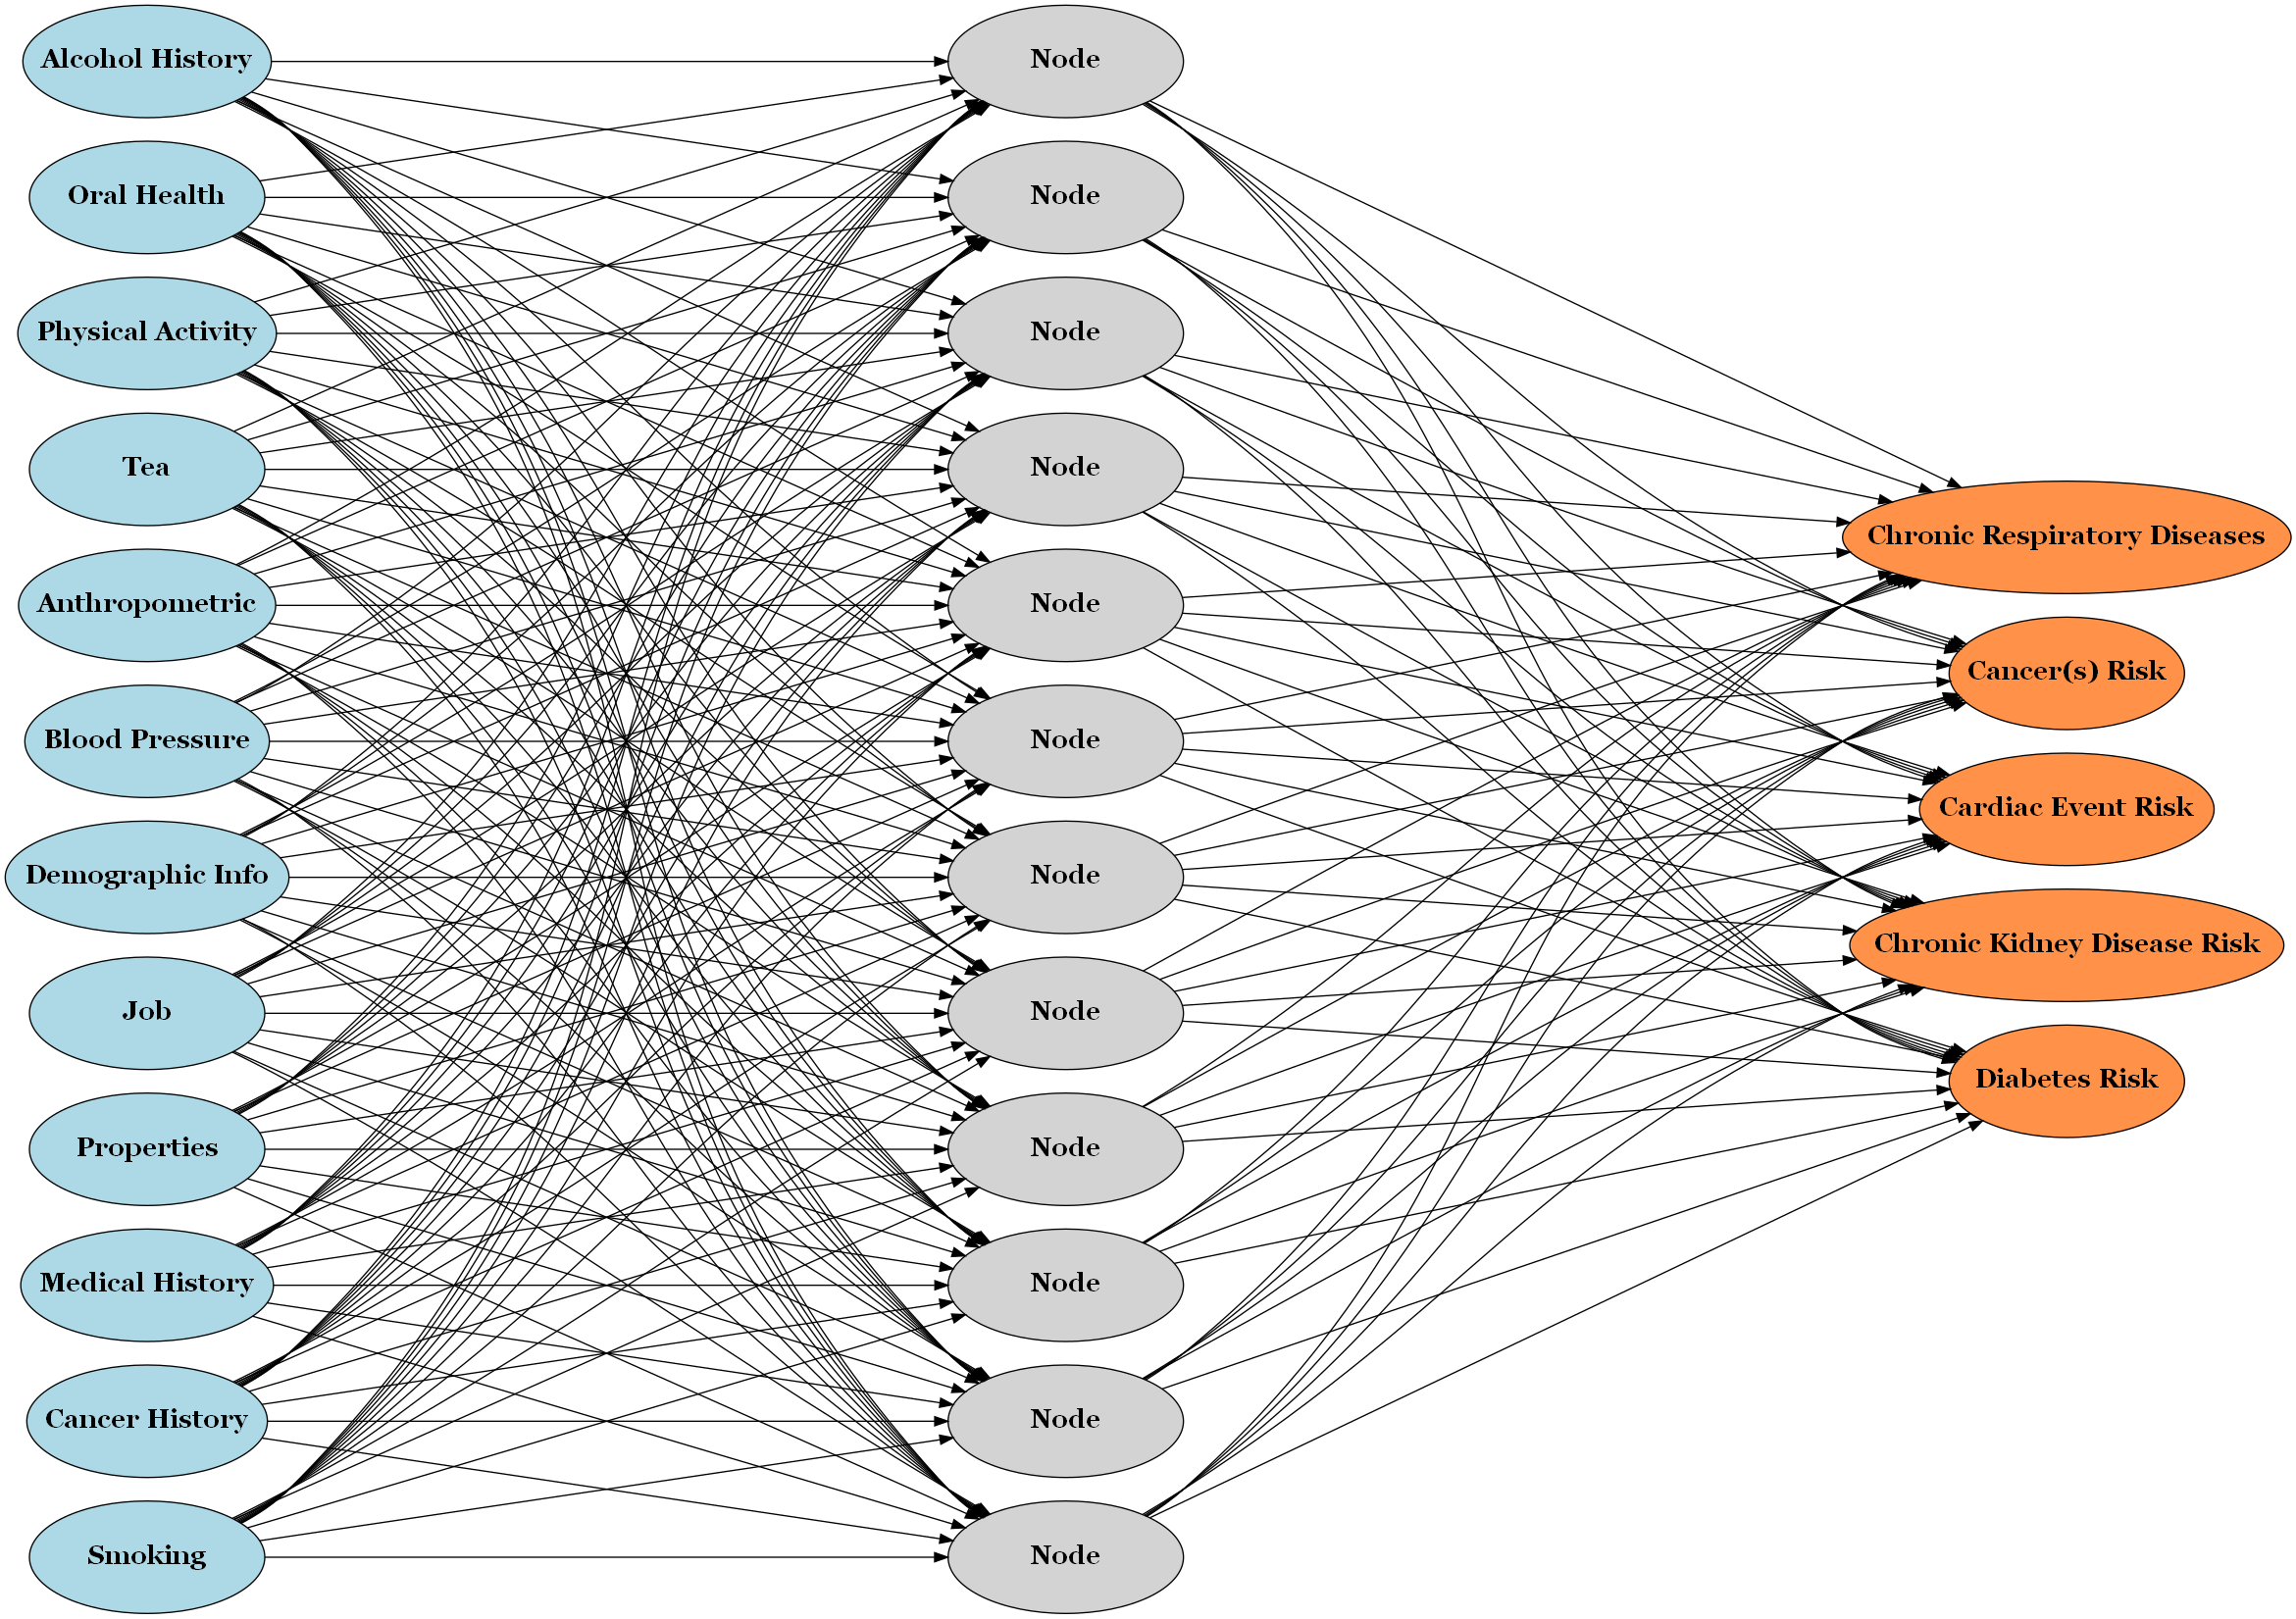 Alcohol History
Oral Health
Physical Activity
Tea
Anthropometric
Blood Pressure
Demographic Info
Job
Properties
Medical History
Cancer History
Smoking
Node
Node
Node
Node
Node
Node
Node
Node
Node
Node
Node
Node
Chronic Respiratory Diseases
Cancer(s) Risk
Cardiac Event Risk
Chronic Kidney Disease Risk
Diabetes Risk